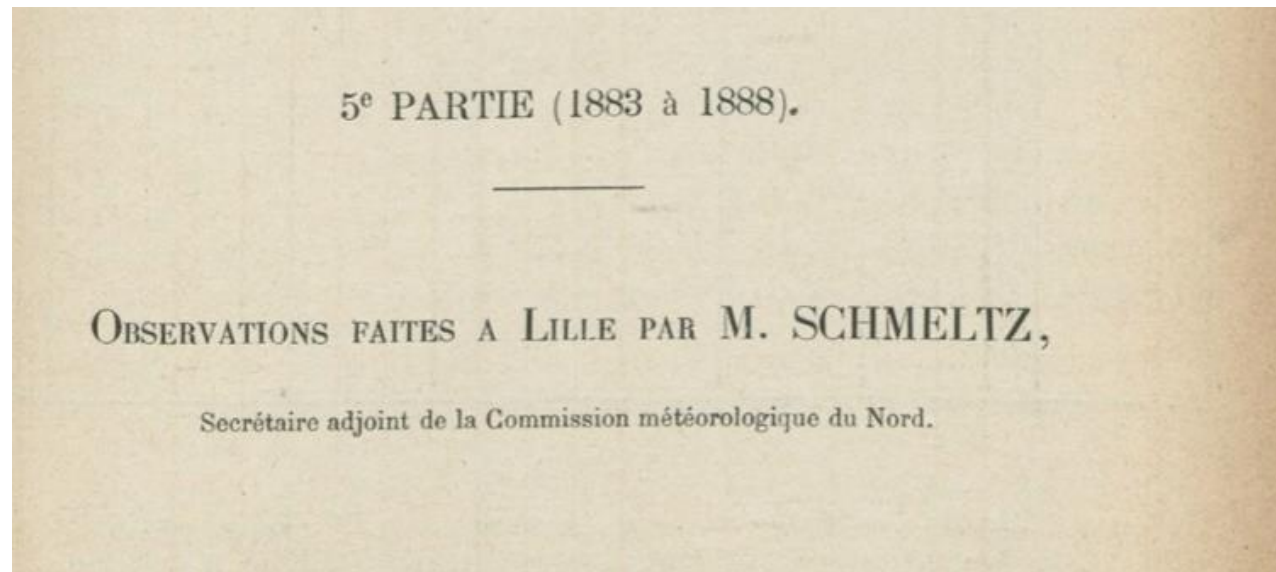 5e PARTIE (1883 à 1888).
OBSERVATIONS FAITES A LILLE PAR M. SCHMELTZ,
Secrétaire adjoint de la Commission météorologique du Nord.